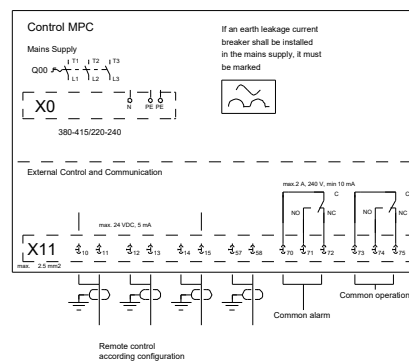 Control MPC
If an earth leakage current
breaker shall be installed
in the mains supply, it must
be marked
Mains Supply
T1 T2 T3
Q00
L1 L2 L3
X0
N PE PE
380-415/220-240
External Control and Communication
max.2 A, 240 V, min 10 mA
C C
NO NC NO NC
max. 24 VDC, 5 mA
X11
10 11 12 13 14 15 57 58 70 71 72 73 74 75
max. 2.5 mm2
Common operation
Common alarm
Remote control
according configuration